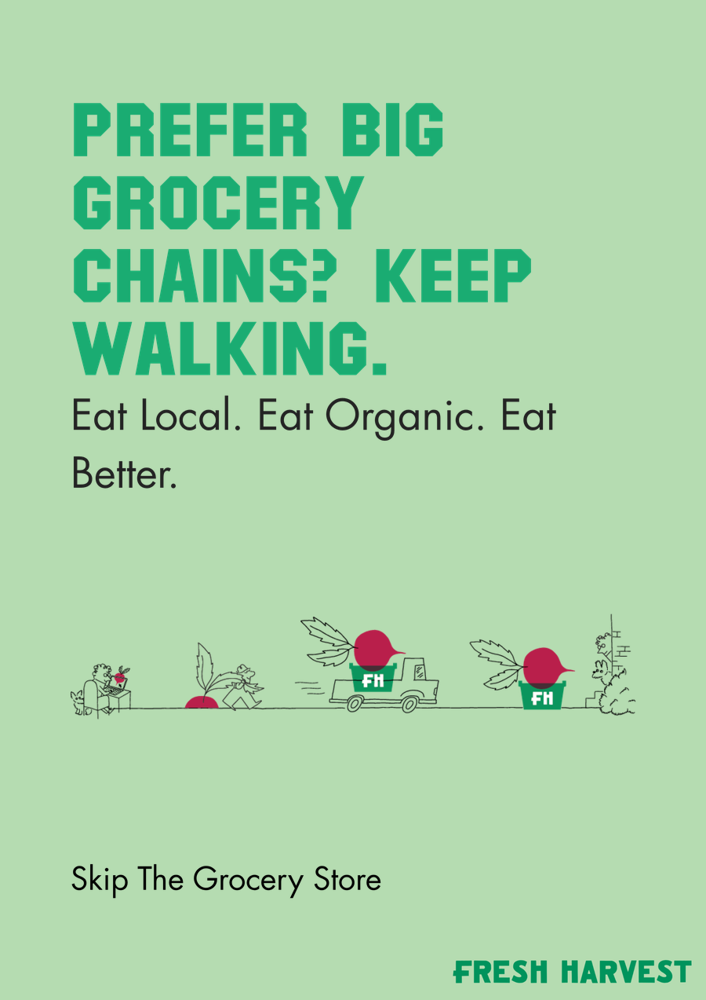 PREFER BIG
GROCERY
CHAINS? KEEP
WALKING.
Eat Local. Eat Organic. Eat
Better.
FH
FH
Skip The Grocery Store
FRESH HARVEST